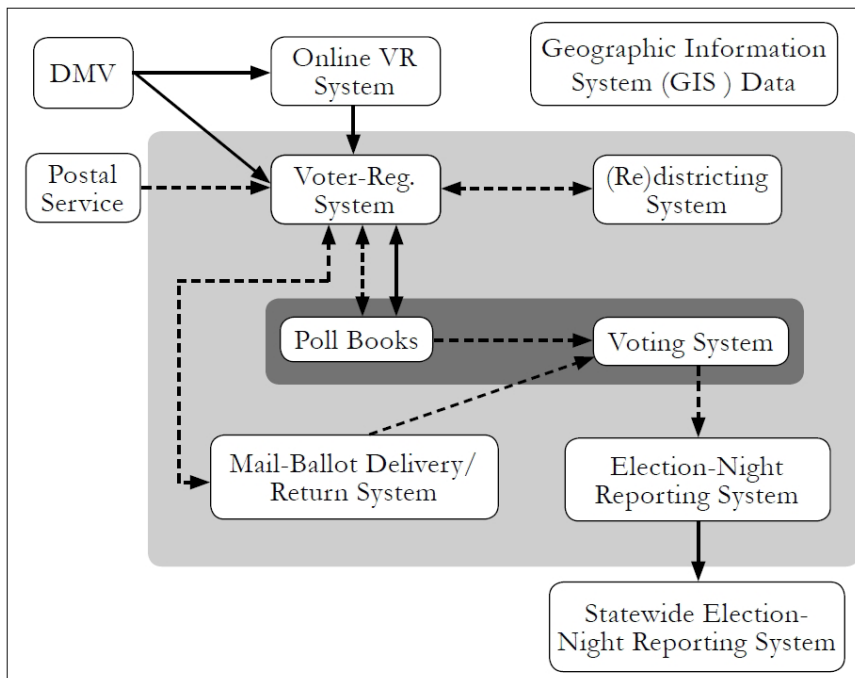 DMV
Online VR
System
Geographic Information
System (GIS ) Data
Postal
Service
Voter-Reg.
System
(Re)districting
System
Poll Books
Voting System
Mail-Ballot Delivery/
Return System
Election-Night
Reporting System
Statewide Election-
Night Reporting System